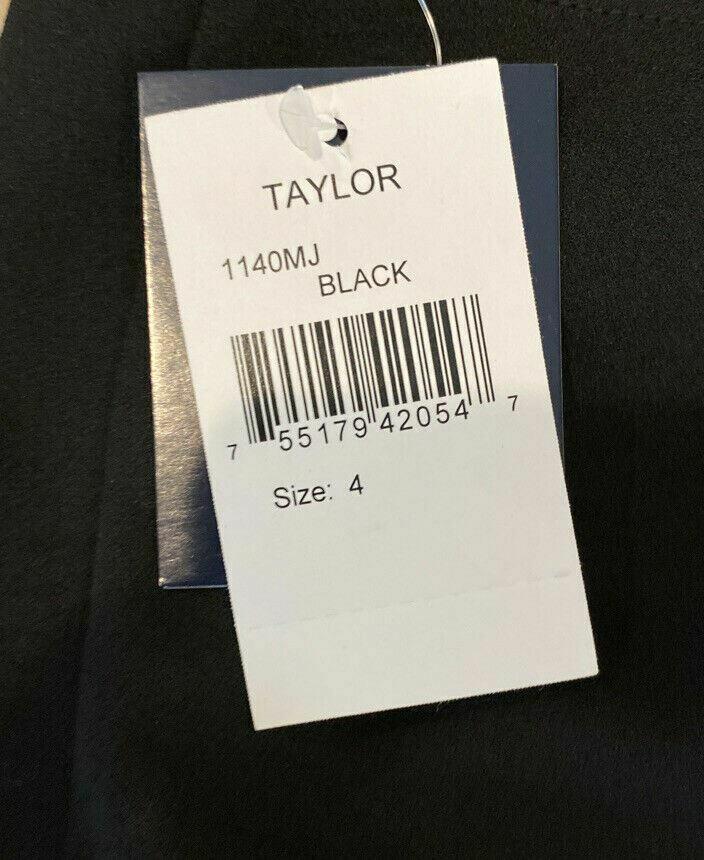 TAYLOR
1140MJ
BLACK
7 55179 42054 7
Size: 4